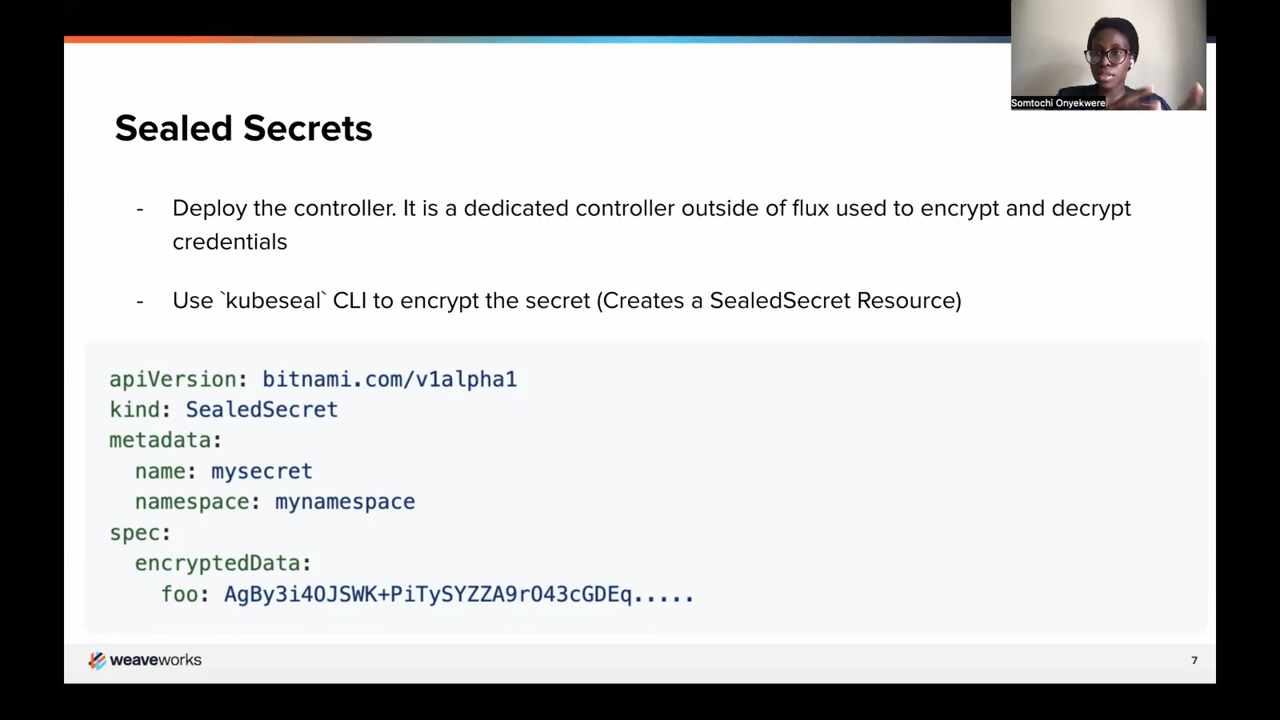 Somtochi Onyekwere
Sealed Secrets
- Deploy the controller. It is a dedicated controller outside of flux used to encrypt and decrypt
credentials
- Use `kubeseal` CLI to encrypt the secret (Creates a SealedSecret Resource)
apiVersion: bitnami.com/v1alpha1
kind: SealedSecret
metadata:
  name: mysecret
  namespace: mynamespace
spec:
  encryptedData:
    foo: AgBy3i4OJSWK+PiTySYZZA9rO43cGDEq.....
weaveworks
7